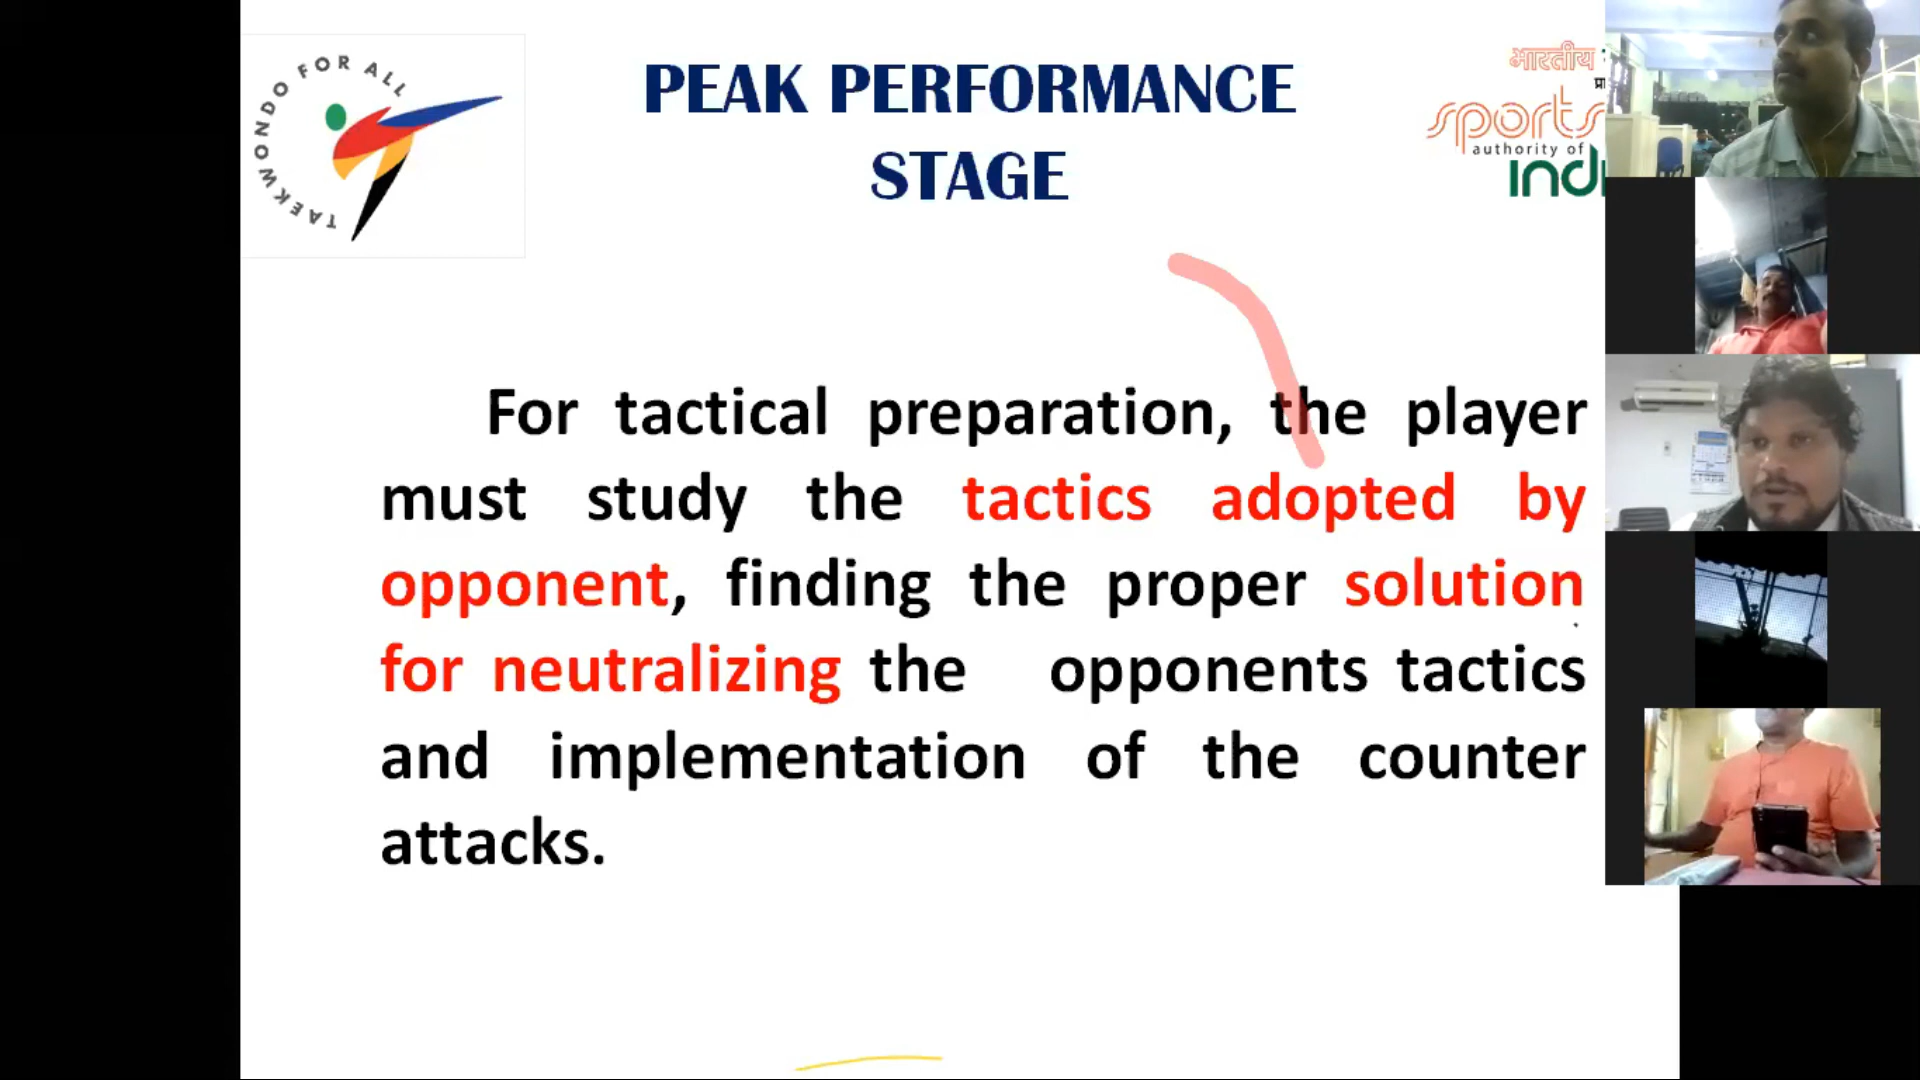 TAEKWONDO FOR ALL
PEAK PERFORMANCE
STAGE
भारतीय
प्रा
sports
authority of
indi
For tactical preparation, the player
must study the tactics adopted by
opponent, finding the proper solution
for neutralizing the opponents tactics
and implementation of the counter
attacks.